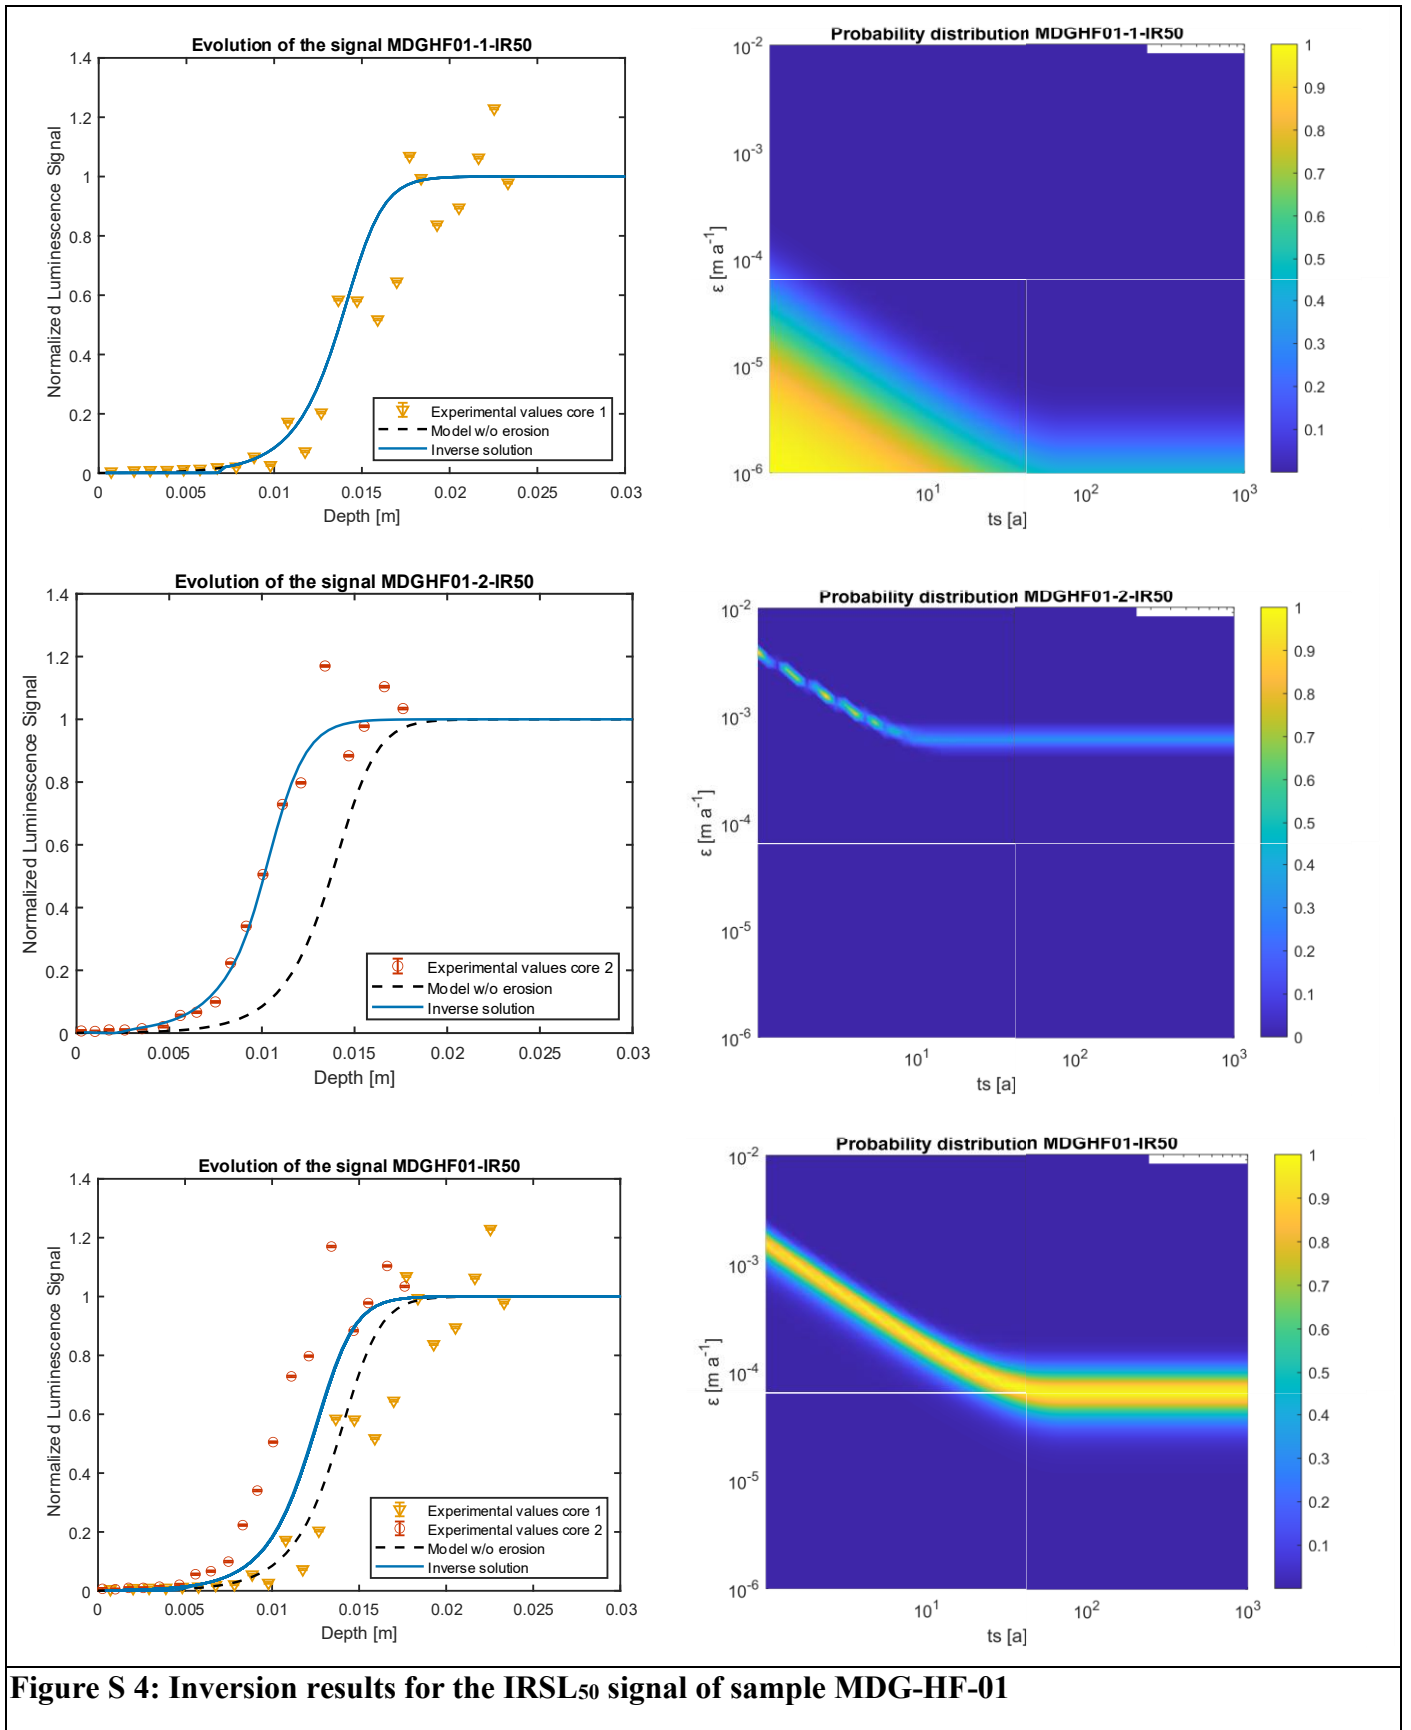 Evolution of the signal MDGHF01-1-IR50
1.4
1.2
1
0.8
0.6
0.4
0.2
0
Normalized Luminescence Signal
0 0.005 0.01 0.015 0.02 0.025 0.03
Depth [m]
Experimental values core 1
Model w/o erosion
Inverse solution
Probability distribution MDGHF01-1-IR50
10-2
10-3
10-4
10-5
10-6
ε [m a-1]
101 102 103
ts [a]
1
0.9
0.8
0.7
0.6
0.5
0.4
0.3
0.2
0.1
Evolution of the signal MDGHF01-2-IR50
1.4
1.2
1
0.8
0.6
0.4
0.2
0
Normalized Luminescence Signal
0 0.005 0.01 0.015 0.02 0.025 0.03
Depth [m]
Experimental values core 2
Model w/o erosion
Inverse solution
Probability distribution MDGHF01-2-IR50
10-2
10-3
10-4
10-5
10-6
ε [m a-1]
101 102 103
ts [a]
1
0.9
0.8
0.7
0.6
0.5
0.4
0.3
0.2
0.1
0
Evolution of the signal MDGHF01-IR50
1.4
1.2
1
0.8
0.6
0.4
0.2
0
Normalized Luminescence Signal
0 0.005 0.01 0.015 0.02 0.025 0.03
Depth [m]
Experimental values core 1
Experimental values core 2
Model w/o erosion
Inverse solution
Probability distribution MDGHF01-IR50
10-2
10-3
10-4
10-5
10-6
ε [m a-1]
101 102 103
ts [a]
1
0.9
0.8
0.7
0.6
0.5
0.4
0.3
0.2
0.1
Figure S 4: Inversion results for the IRSL50 signal of sample MDG-HF-01